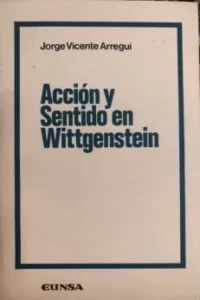 Jorge Vicente Arregui
Acción y
Sentido en
Wittgenstein
EUNSA